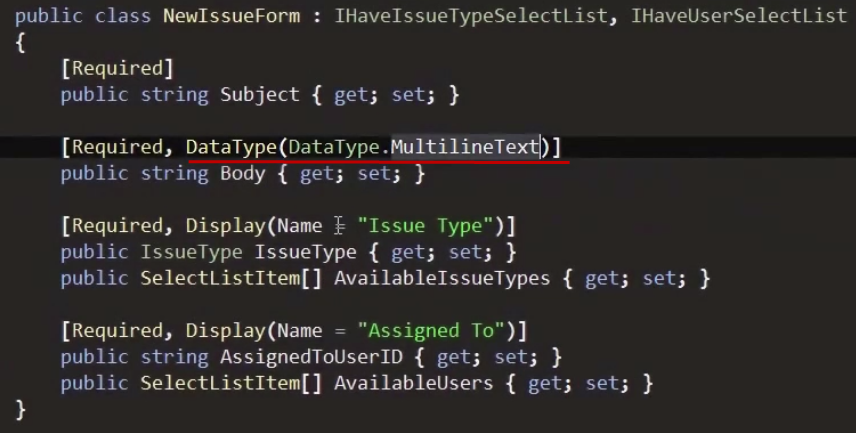 public class NewIssueForm : IHaveIssueTypeSelectList, IHaveUserSelectList
{
    [Required]
    public string Subject { get; set; }
    [Required, DataType(DataType.MultilineText)]
    public string Body { get; set; }
    [Required, Display(Name = "Issue Type")]
    public IssueType IssueType { get; set; }
    public SelectListItem[] AvailableIssueTypes { get; set; }
    [Required, Display(Name = "Assigned To")]
    public string AssignedToUserID { get; set; }
    public SelectListItem[] AvailableUsers { get; set; }
}